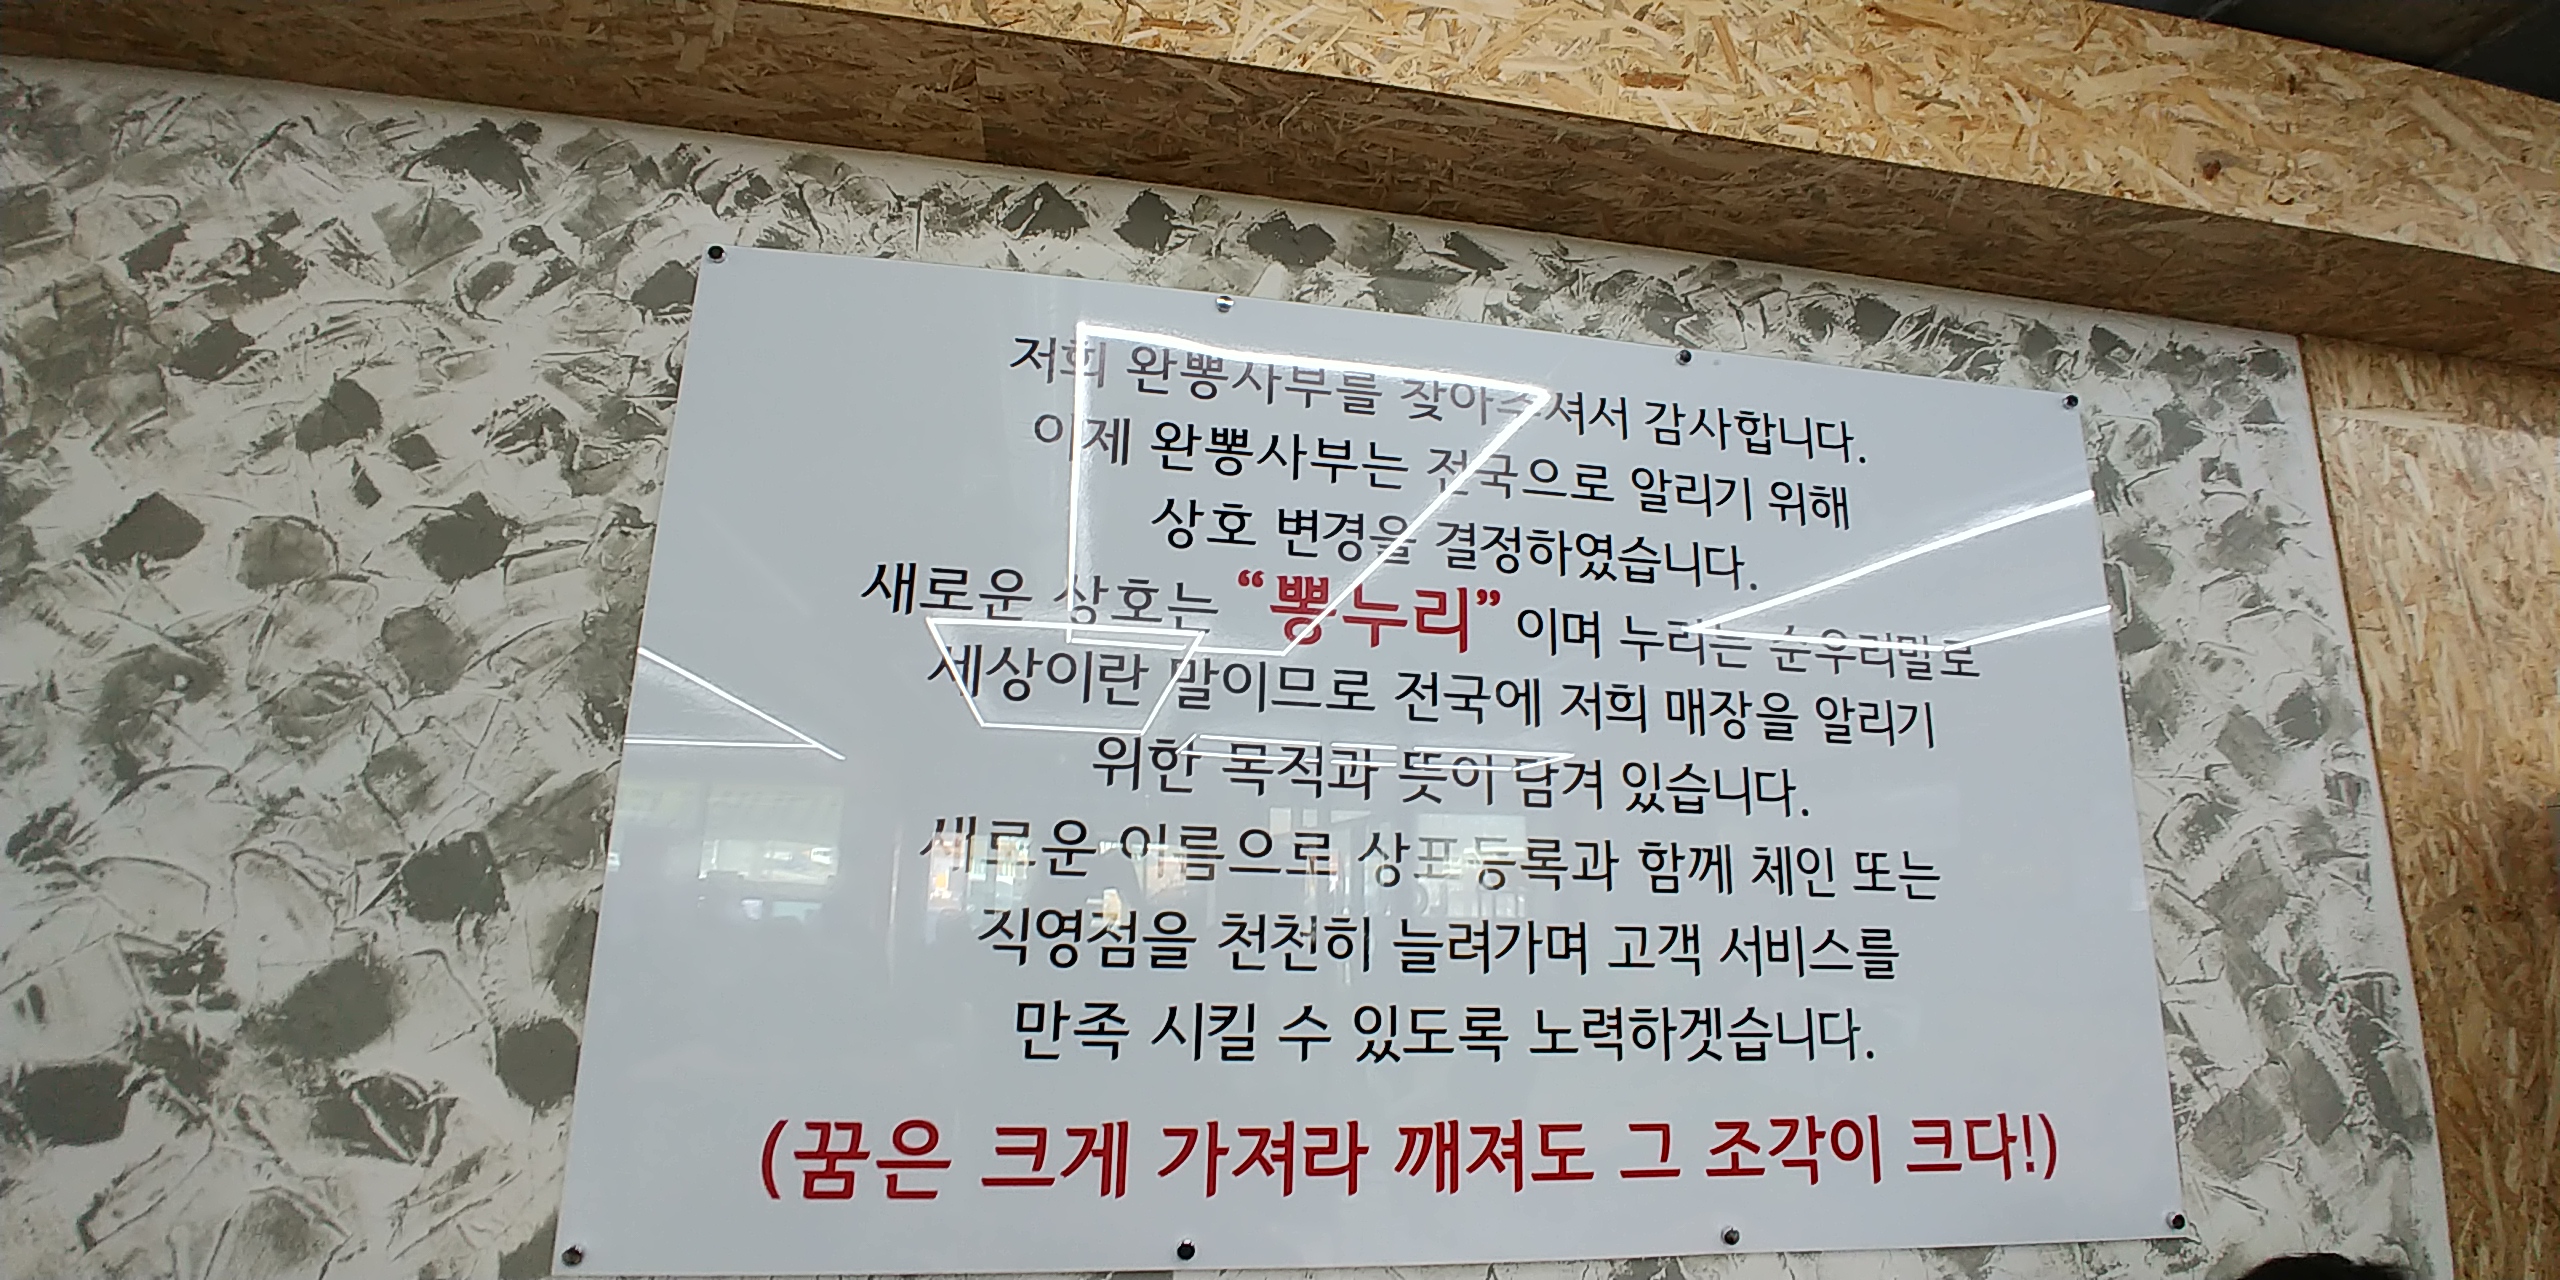 저희 완뽕사부를 찾아주셔서 감사합니다.
이제 완뽕사부는 전국으로 알리기 위해
상호 변경을 결정하였습니다.
새로운 상호는 “뽕누리” 이며 누리는 순우리말로
세상이란 말이므로 전국에 저희 매장을 알리기
위한 목적과 뜻이 담겨 있습니다.
새로운 이름으로 상표등록과 함께 체인 또는
직영점을 천천히 늘려가며 고객 서비스를
만족 시킬 수 있도록 노력하겟습니다.
(꿈은 크게 가져라 깨져도 그 조각이 크다!)